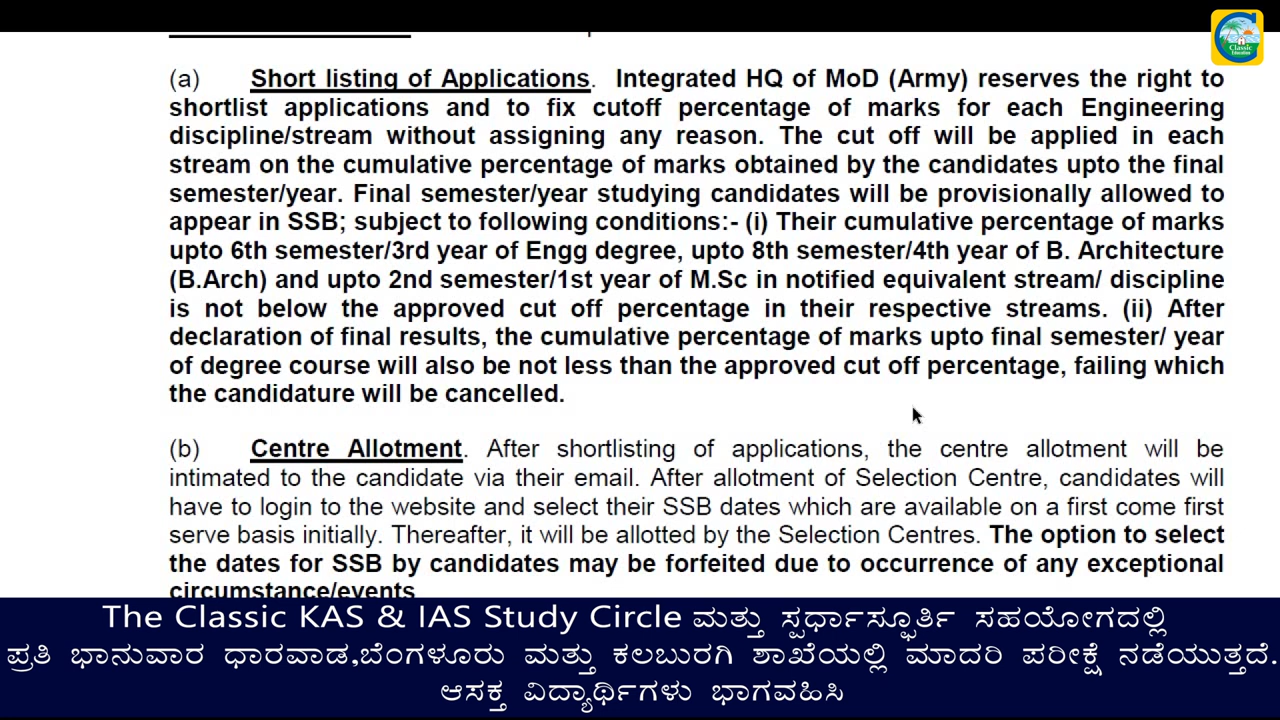 Classic
Education
(a) Short listing of Applications. Integrated HQ of MoD (Army) reserves the right to
shortlist applications and to fix cutoff percentage of marks for each Engineering
discipline/stream without assigning any reason. The cut off will be applied in each
stream on the cumulative percentage of marks obtained by the candidates upto the final
semester/year. Final semester/year studying candidates will be provisionally allowed to
appear in SSB; subject to following conditions:- (i) Their cumulative percentage of marks
upto 6th semester/3rd year of Engg degree, upto 8th semester/4th year of B. Architecture
(B.Arch) and upto 2nd semester/1st year of M.Sc in notified equivalent stream/ discipline
is not below the approved cut off percentage in their respective streams. (ii) After
declaration of final results, the cumulative percentage of marks upto final semester/ year
of degree course will also be not less than the approved cut off percentage, failing which
the candidature will be cancelled.
(b) Centre Allotment. After shortlisting of applications, the centre allotment will be
intimated to the candidate via their email. After allotment of Selection Centre, candidates will
have to login to the website and select their SSB dates which are available on a first come first
serve basis initially. Thereafter, it will be allotted by the Selection Centres. The option to select
the dates for SSB by candidates may be forfeited due to occurrence of any exceptional
circumstance/events
The Classic KAS & IAS Study Circle ಮತ್ತು ಸ್ಪರ್ಧಾಸ್ಫೂರ್ತಿ ಸಹಯೋಗದಲ್ಲಿ
ಪ್ರತಿ ಭಾನುವಾರ ಧಾರವಾಡ,ಬೆಂಗಳೂರು ಮತ್ತು ಕಲಬುರಗಿ ಶಾಖೆಯಲ್ಲಿ ಮಾದರಿ ಪರೀಕ್ಷೆ ನಡೆಯುತ್ತದೆ.
ಆಸಕ್ತ ವಿದ್ಯಾರ್ಥಿಗಳು ಭಾಗವಹಿಸಿ